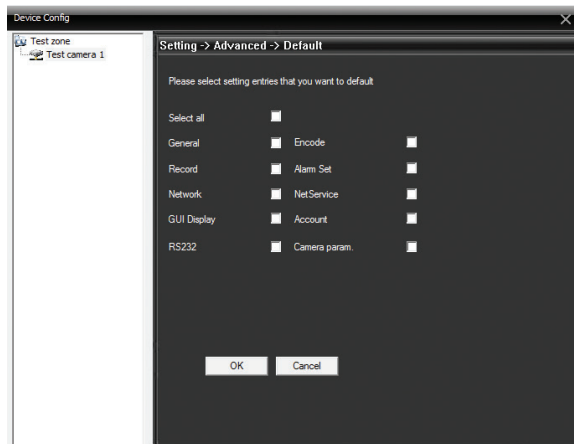 Device Config
Test zone
Test camera 1
Setting -> Advanced -> Default
Please select setting entries that you want to default
Select all
General Encode
Record Alarm Set
Network NetService
GUI Display Account
RS232 Camera param.
OK Cancel